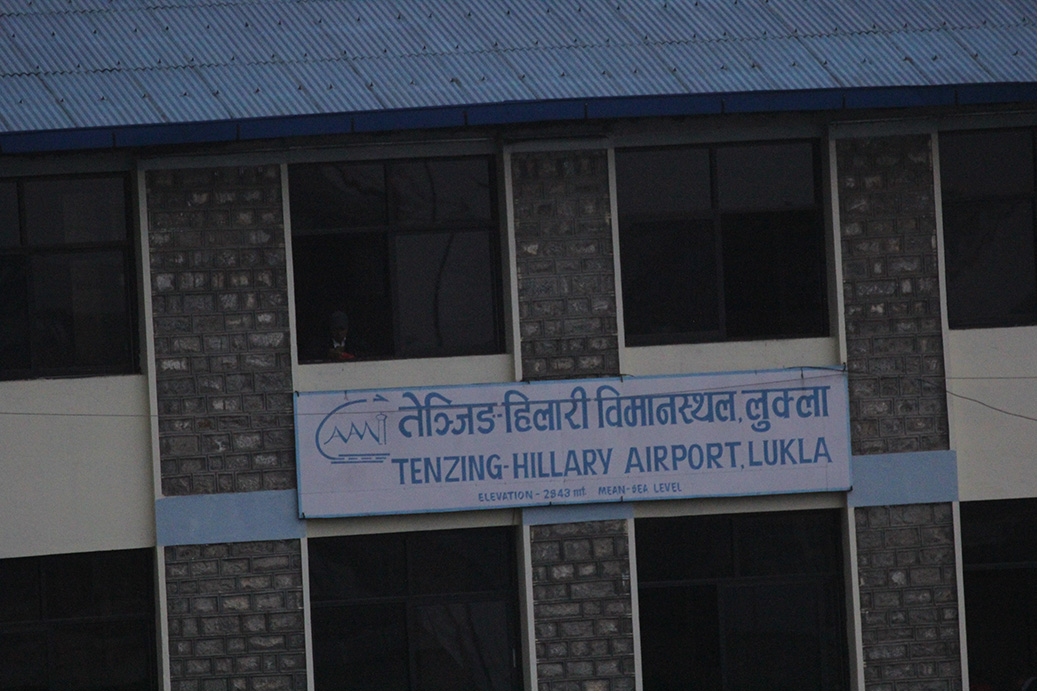 तेञ्जिङ-हिलारी विमानस्थल, लुक्ला
TENZING-HILLARY AIRPORT, LUKLA
ELEVATION - 2843 mt MEAN-SEA LEVEL